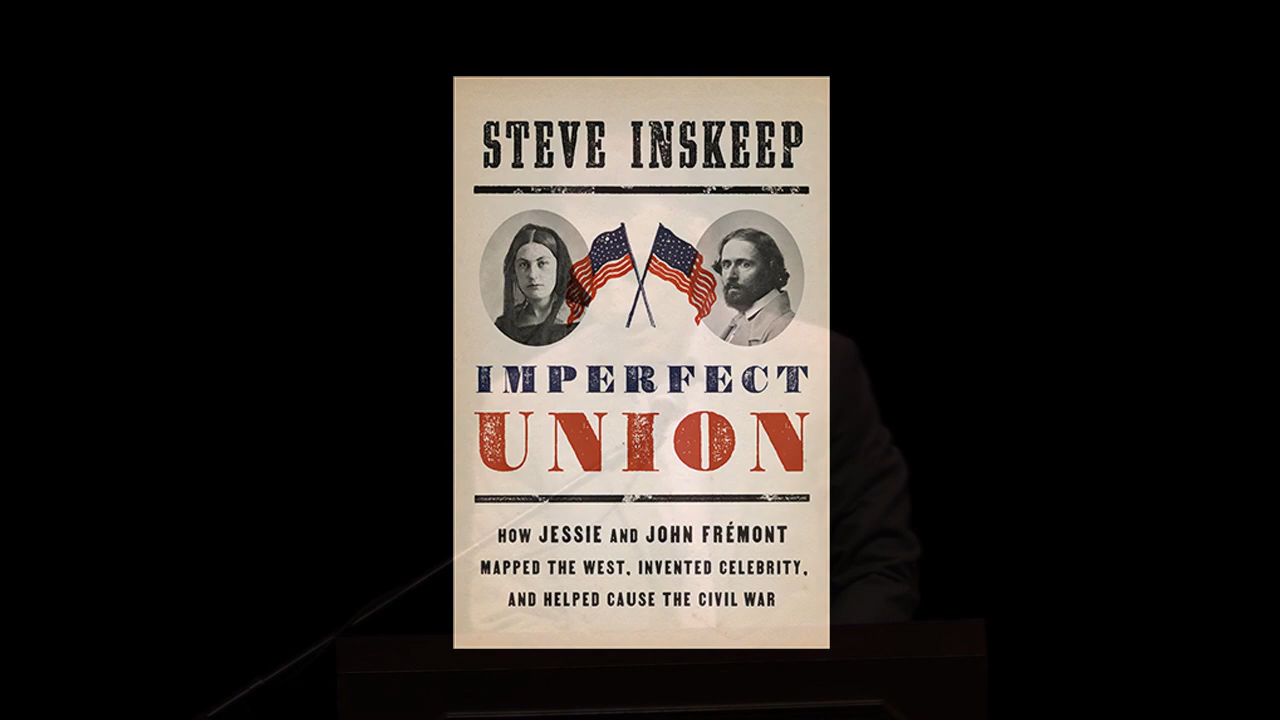 STEVE INSKEEP
IMPERFECT
UNION
HOW JESSIE AND JOHN FRÉMONT
MAPPED THE WEST, INVENTED CELEBRITY,
AND HELPED CAUSE THE CIVIL WAR